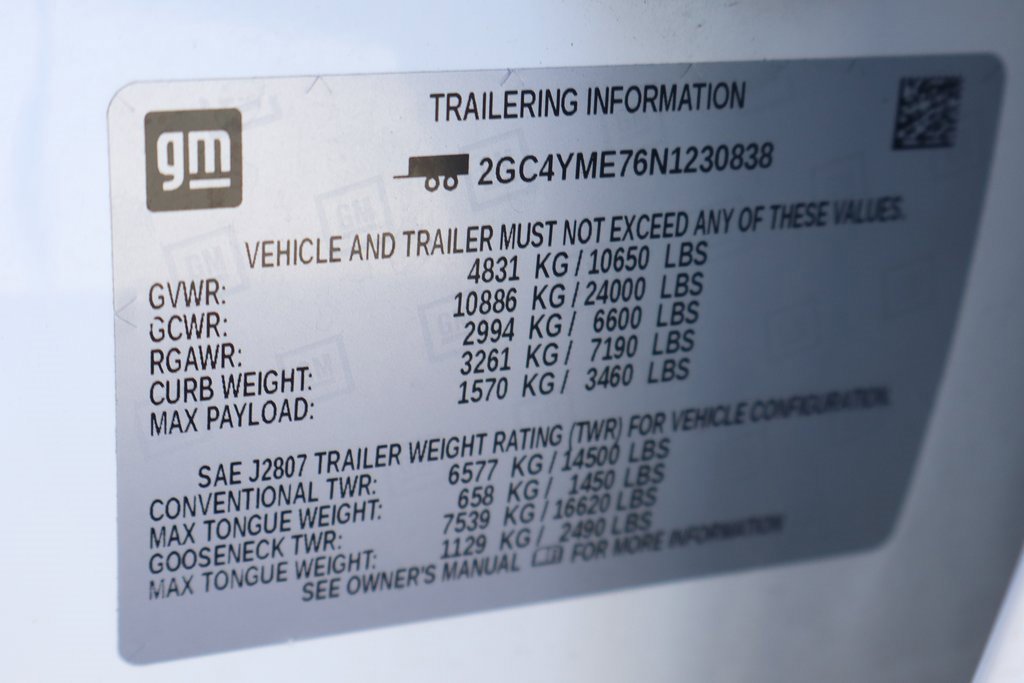 gm
TRAILERING INFORMATION
2GC4YME76N1230838
VEHICLE AND TRAILER MUST NOT EXCEED ANY OF THESE VALUES.
GVWR: 4831 KG/10650 LBS
GCWR: 10886 KG/24000 LBS
RGAWR: 2994 KG/ 6600 LBS
CURB WEIGHT: 3261 KG/ 7190 LBS
MAX PAYLOAD: 1570 KG/ 3460 LBS
SAE J2807 TRAILER WEIGHT RATING (TWR) FOR VEHICLE CONFIGURATION.
CONVENTIONAL TWR: 6577 KG/14500 LBS
MAX TONGUE WEIGHT: 658 KG/ 1450 LBS
GOOSENECK TWR: 7539 KG/16620 LBS
MAX TONGUE WEIGHT: 1129 KG/ 2490 LBS
SEE OWNER'S MANUAL FOR MORE INFORMATION